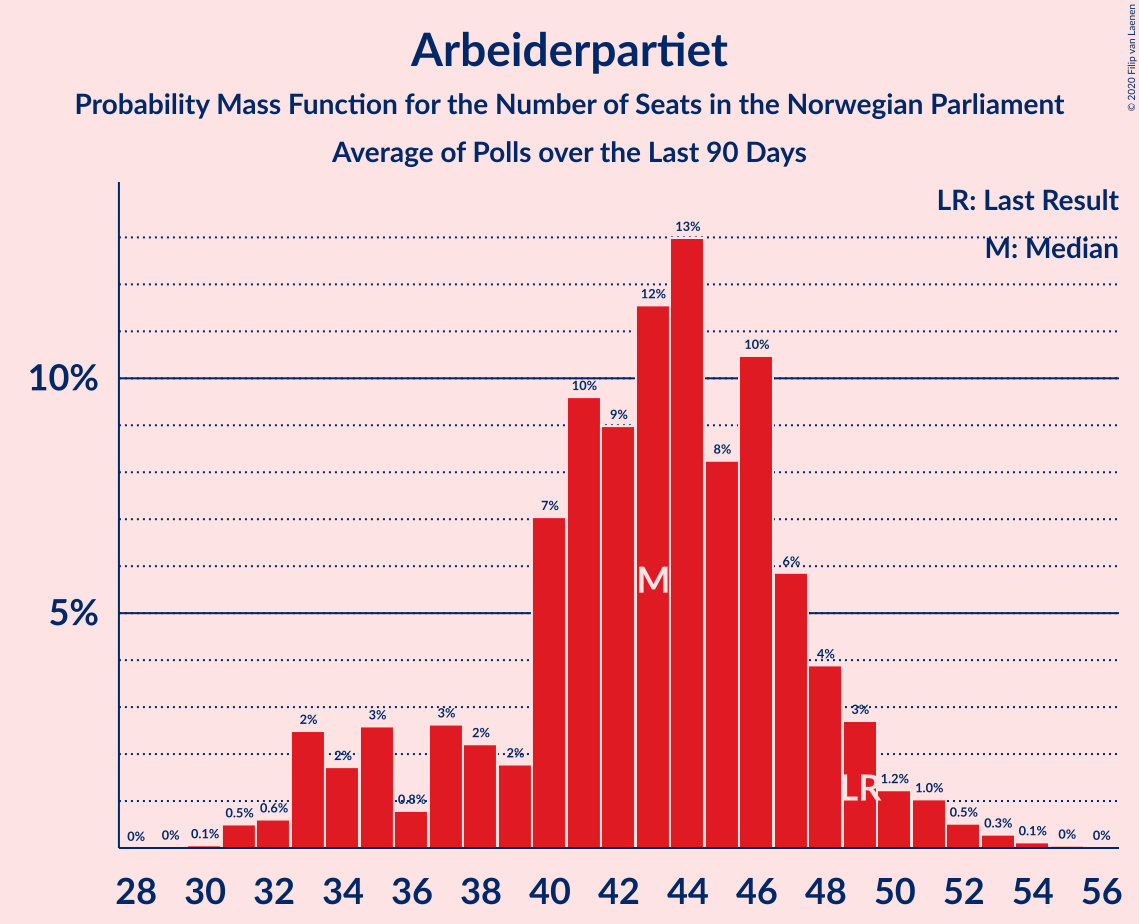 Arbeiderpartiet
Probability Mass Function for the Number of Seats in the Norwegian Parliament
Average of Polls over the Last 90 Days
© 2020 Filip van Laenen
LR: Last Result
M: Median
10%
5%
0% 0% 0.1% 0.5% 0.6% 2% 2% 3% 0.8% 3% 2% 2% 7% 10% 9% 12% 13% 8% 10% 6% 4% 3% 1.2% 1.0% 0.5% 0.3% 0.1% 0% 0%
M
LR
28 30 32 34 36 38 40 42 44 46 48 50 52 54 56